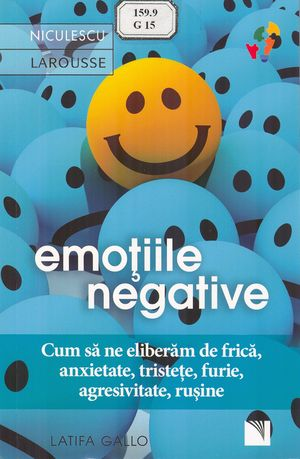 NICULESCU
LAROUSSE
159.9
G 15
emoțiile
negative
Cum să ne eliberăm de frică,
anxietate, tristețe, furie,
agresivitate, rușine
LATIFA GALLO
N